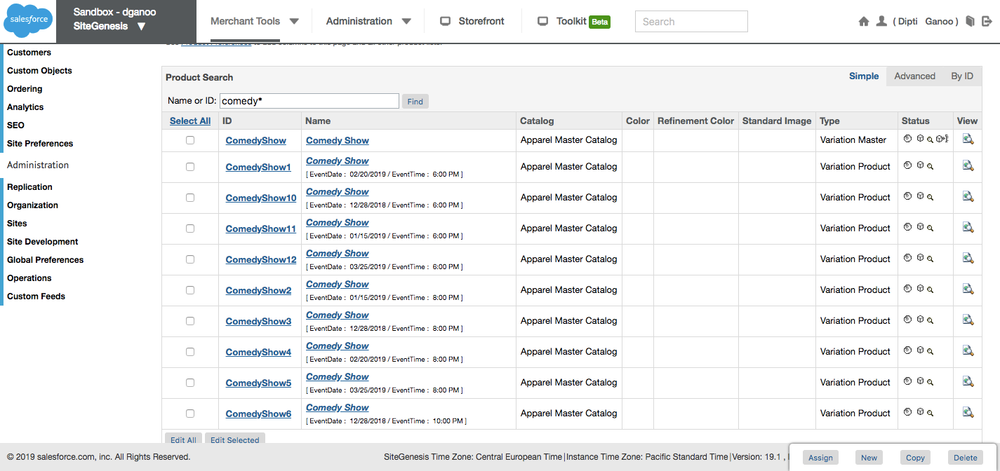 salesforce
Sandbox - dganoo
SiteGenesis
Merchant Tools
Administration
Storefront
Toolkit Beta
Search
( Dipti Ganoo )
Customers
Custom Objects
Ordering
Analytics
SEO
Site Preferences
Administration
Replication
Organization
Sites
Site Development
Global Preferences
Operations
Custom Feeds
Product Search
Simple Advanced By ID
Name or ID: comedy* Find
Select All ID Name Catalog Color Refinement Color Standard Image Type Status View
ComedyShow Comedy Show Apparel Master Catalog Variation Master
ComedyShow1 Comedy Show Apparel Master Catalog Variation Product
[ EventDate : 02/20/2019 / EventTime : 6:00 PM ]
ComedyShow10 Comedy Show Apparel Master Catalog Variation Product
[ EventDate : 12/28/2018 / EventTime : 6:00 PM ]
ComedyShow11 Comedy Show Apparel Master Catalog Variation Product
[ EventDate : 01/15/2019 / EventTime : 6:00 PM ]
ComedyShow12 Comedy Show Apparel Master Catalog Variation Product
[ EventDate : 03/25/2019 / EventTime : 6:00 PM ]
ComedyShow2 Comedy Show Apparel Master Catalog Variation Product
[ EventDate : 01/15/2019 / EventTime : 8:00 PM ]
ComedyShow3 Comedy Show Apparel Master Catalog Variation Product
[ EventDate : 12/28/2018 / EventTime : 8:00 PM ]
ComedyShow4 Comedy Show Apparel Master Catalog Variation Product
[ EventDate : 02/20/2019 / EventTime : 8:00 PM ]
ComedyShow5 Comedy Show Apparel Master Catalog Variation Product
[ EventDate : 03/25/2019 / EventTime : 8:00 PM ]
ComedyShow6 Comedy Show Apparel Master Catalog Variation Product
[ EventDate : 12/28/2018 / EventTime : 10:00 PM ]
Edit All Edit Selected
© 2019 salesforce.com, inc. All Rights Reserved.
SiteGenesis Time Zone: Central European Time|Instance Time Zone: Pacific Standard Time|Version: 19.1 ,
Assign New Copy Delete